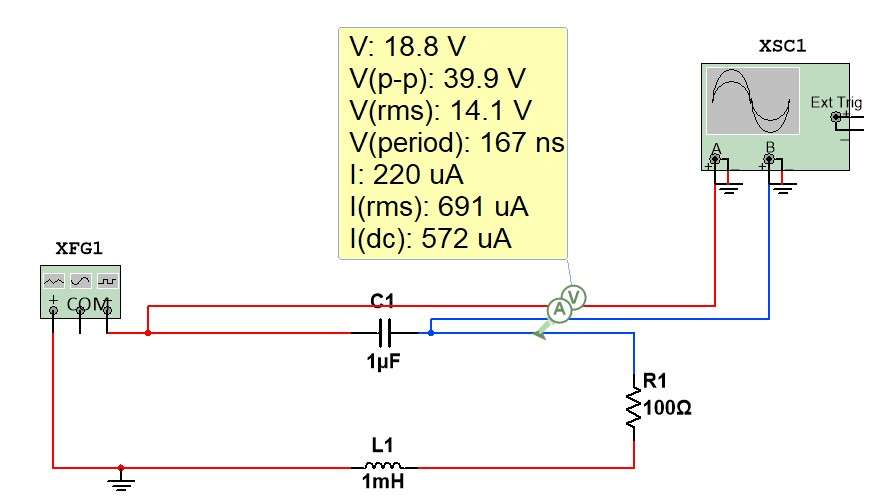 V: 18.8 V
V(p-p): 39.9 V
V(rms): 14.1 V
V(period): 167 ns
I: 220 uA
I(rms): 691 uA
I(dc): 572 uA
XSC1
Ext Trig
+
−
A
B
+ − + −
XFG1
+ COM −
C1
1µF
A V
R1
100Ω
L1
1mH